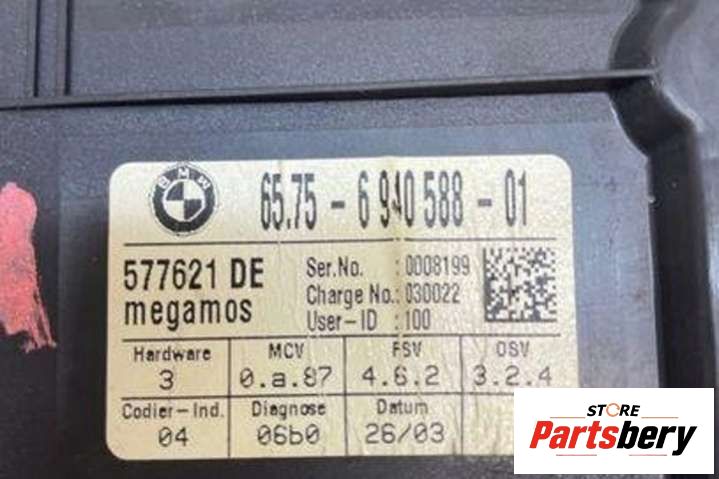 BMW
65.75 - 6 940 588 - 01
577621 DE
megamos
Ser.No. : 0008199
Charge No.: 030022
User-ID : 100
Hardware MCV FSV OSV
3 0.a.87 4.6.2 3.2.4
Codier-Ind. Diagnose Datum
04 06b0 26/03
STORE
Partsbery